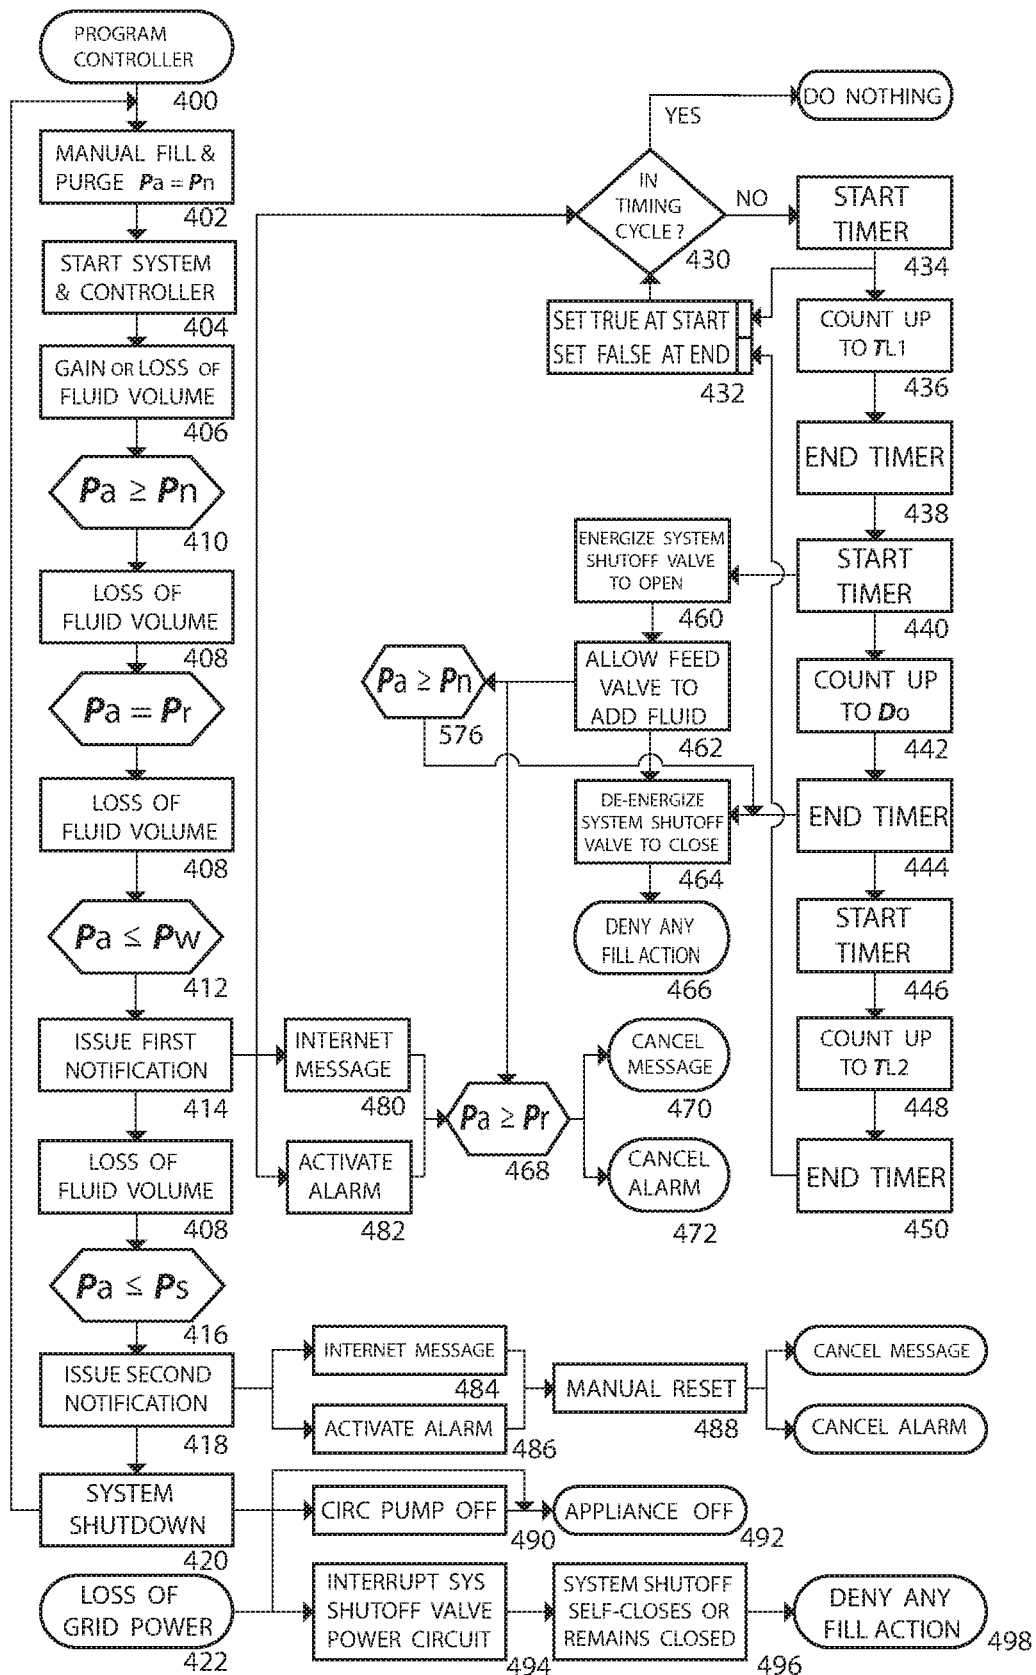 PROGRAM
CONTROLLER
400
MANUAL FILL &
PURGE Pa = Pn
402
START SYSTEM
& CONTROLLER
404
GAIN OR LOSS OF
FLUID VOLUME
406
Pa ≥ Pn
410
LOSS OF
FLUID VOLUME
408
Pa = Pr
LOSS OF
FLUID VOLUME
408
Pa ≤ Pw
412
ISSUE FIRST
NOTIFICATION
414
LOSS OF
FLUID VOLUME
408
Pa ≤ Ps
416
ISSUE SECOND
NOTIFICATION
418
SYSTEM
SHUTDOWN
420
LOSS OF
GRID POWER
422
DO NOTHING
YES
IN
TIMING
CYCLE ?
430
NO
START
TIMER
434
SET TRUE AT START
SET FALSE AT END
432
COUNT UP
TO TL1
436
END TIMER
438
START
TIMER
440
COUNT UP
TO Do
442
END TIMER
444
START
TIMER
446
COUNT UP
TO TL2
448
END TIMER
450
ENERGIZE SYSTEM
SHUTOFF VALVE
TO OPEN
460
ALLOW FEED
VALVE TO
ADD FLUID
462
Pa ≥ Pn
576
DE-ENERGIZE
SYSTEM SHUTOFF
VALVE TO CLOSE
464
DENY ANY
FILL ACTION
466
INTERNET
MESSAGE
480
ACTIVATE
ALARM
482
Pa ≥ Pr
468
CANCEL
MESSAGE
470
CANCEL
ALARM
472
INTERNET MESSAGE
484
ACTIVATE ALARM
486
MANUAL RESET
488
CANCEL MESSAGE
CANCEL ALARM
CIRC PUMP OFF
490
APPLIANCE OFF
492
INTERRUPT SYS
SHUTOFF VALVE
POWER CIRCUIT
494
SYSTEM SHUTOFF
SELF-CLOSES OR
REMAINS CLOSED
496
DENY ANY
FILL ACTION
498